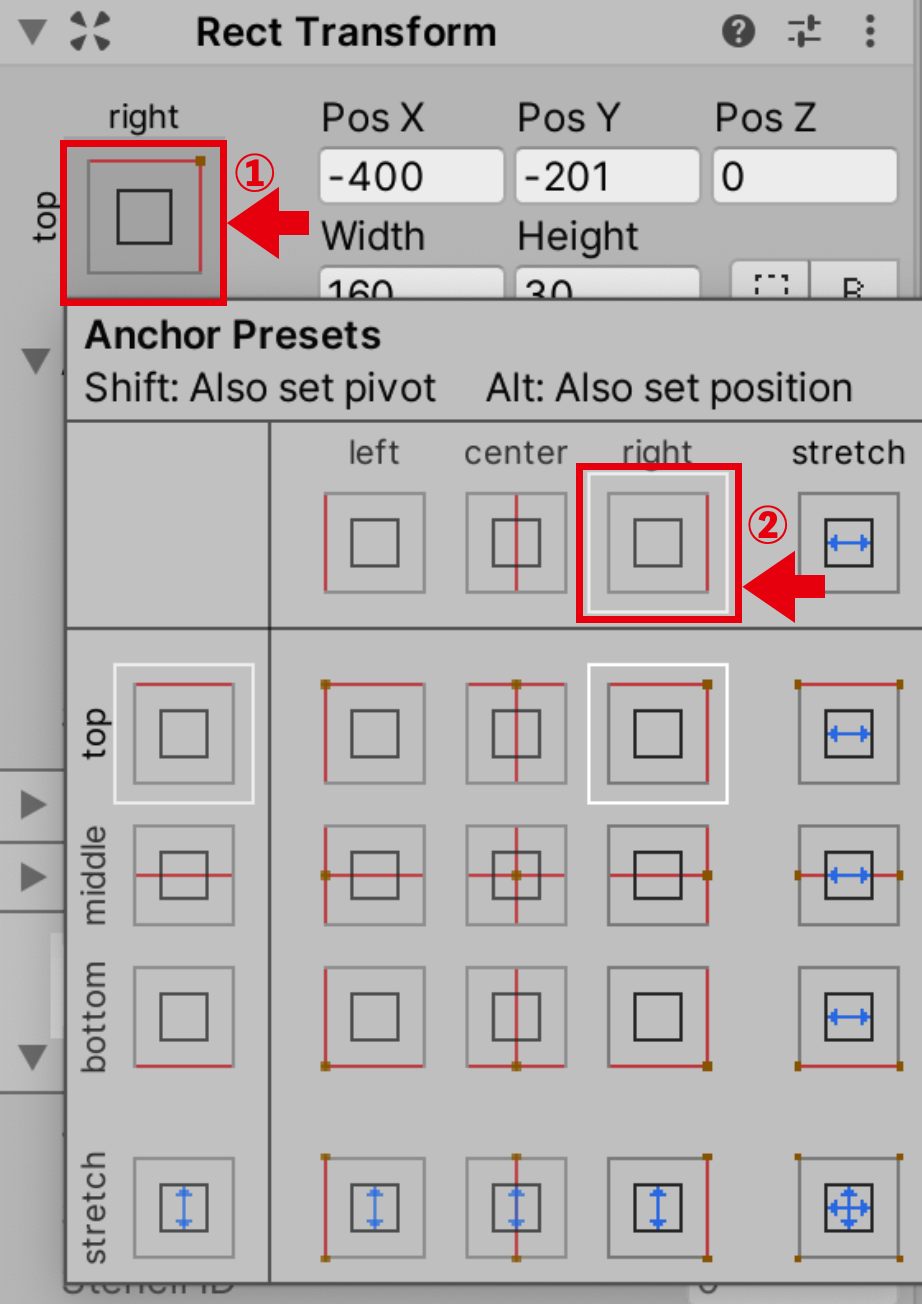 Rect Transform
right
Pos X Pos Y Pos Z
top
①
-400 -201 0
Width Height
160 30 R
Anchor Presets
Shift: Also set pivot Alt: Also set position
left center right stretch
②
top
middle
bottom
stretch